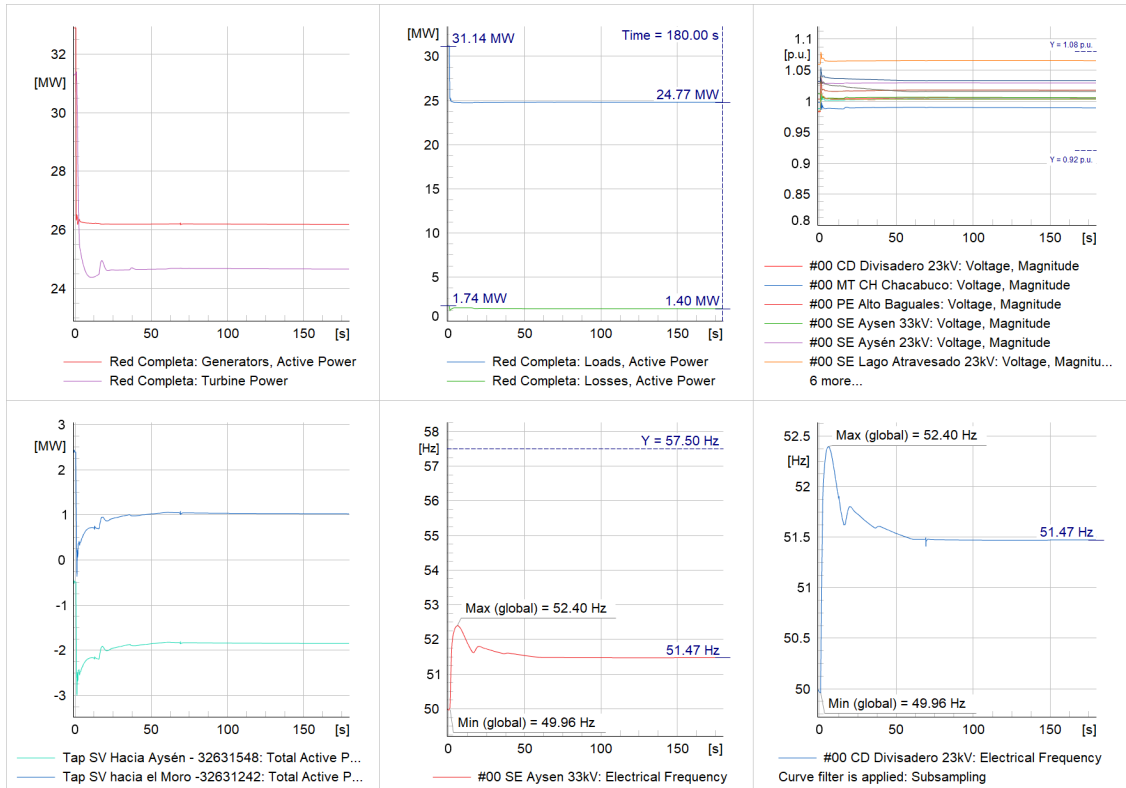 32
[MW]
30
28
26
24
0
50
100
150
[s]
Red Completa: Generators, Active Power
Red Completa: Turbine Power
31.14 MW
Time = 180.00 s
30
[MW]
25
24.77 MW
20
15
10
5
1.74 MW
1.40 MW
0
0
50
100
150
[s]
Red Completa: Loads, Active Power
Red Completa: Losses, Active Power
1.1
[p.u.]
Y = 1.08 p.u.
1.05
1
0.95
Y = 0.92 p.u.
0.9
0.85
0.8
0
50
100
150
[s]
#00 CD Divisadero 23kV: Voltage, Magnitude
#00 MT CH Chacabuco: Voltage, Magnitude
#00 PE Alto Baguales: Voltage, Magnitude
#00 SE Aysen 33kV: Voltage, Magnitude
#00 SE Aysén 23kV: Voltage, Magnitude
#00 SE Lago Atravesado 23kV: Voltage, Magnitu...
6 more...
3
[MW]
2
1
0
-1
-2
-3
0
50
100
150
[s]
Tap SV Hacia Aysén - 32631548: Total Active P...
Tap SV hacia el Moro -32631242: Total Active P...
58
[Hz]
Y = 57.50 Hz
57
56
55
54
53
Max (global) = 52.40 Hz
52
51.47 Hz
51
50
Min (global) = 49.96 Hz
0
50
100
150
[s]
#00 SE Aysen 33kV: Electrical Frequency
52.5
Max (global) = 52.40 Hz
[Hz]
52
51.5
51.47 Hz
51
50.5
50
Min (global) = 49.96 Hz
0
50
100
150
[s]
#00 CD Divisadero 23kV: Electrical Frequency
Curve filter is applied: Subsampling